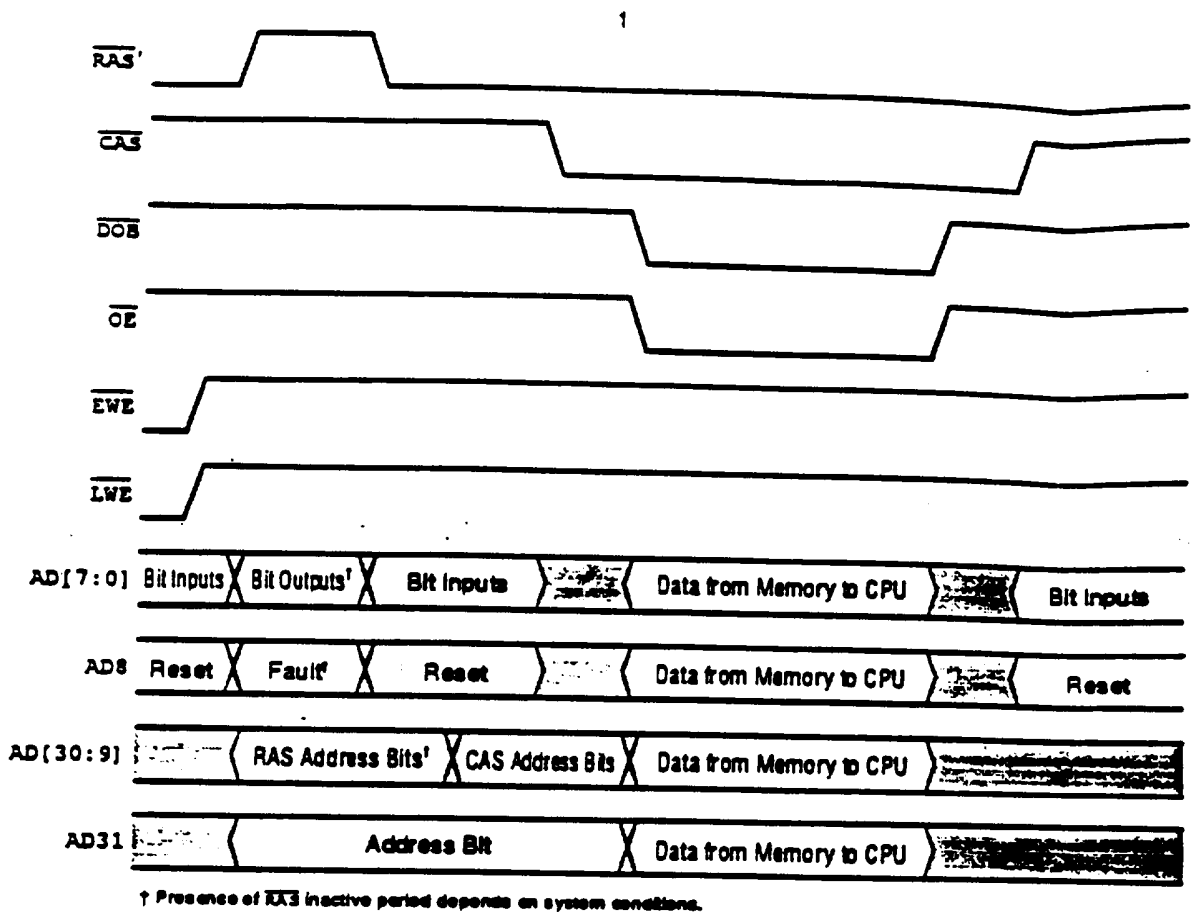 1
RAS'
CAS
DOB
OE
EWE
LWE
AD[7:0] Bit Inputs Bit Outputs† Bit Inputs Data from Memory to CPU Bit Inputs
AD8 Reset Fault† Reset Data from Memory to CPU Reset
AD[30:9] RAS Address Bits† CAS Address Bits Data from Memory to CPU
AD31 Address Bit Data from Memory to CPU
† Presence of RAS inactive period depends on system conditions.